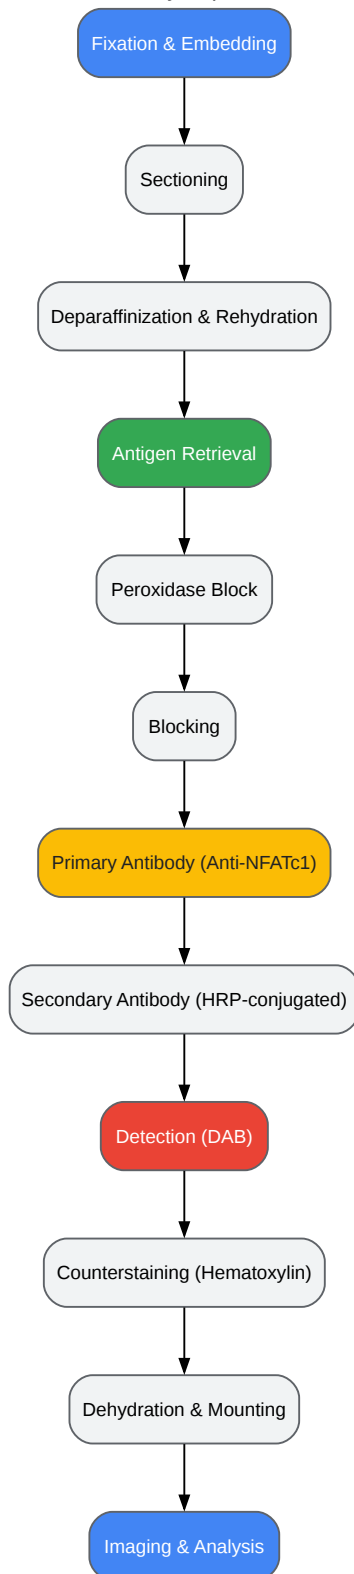 Fixation & Embedding
Sectioning
Deparaffinization & Rehydration
Antigen Retrieval
Peroxidase Block
Blocking
Primary Antibody (Anti-NFATc1)
Secondary Antibody (HRP-conjugated)
Detection (DAB)
Counterstaining (Hematoxylin)
Dehydration & Mounting
Imaging & Analysis